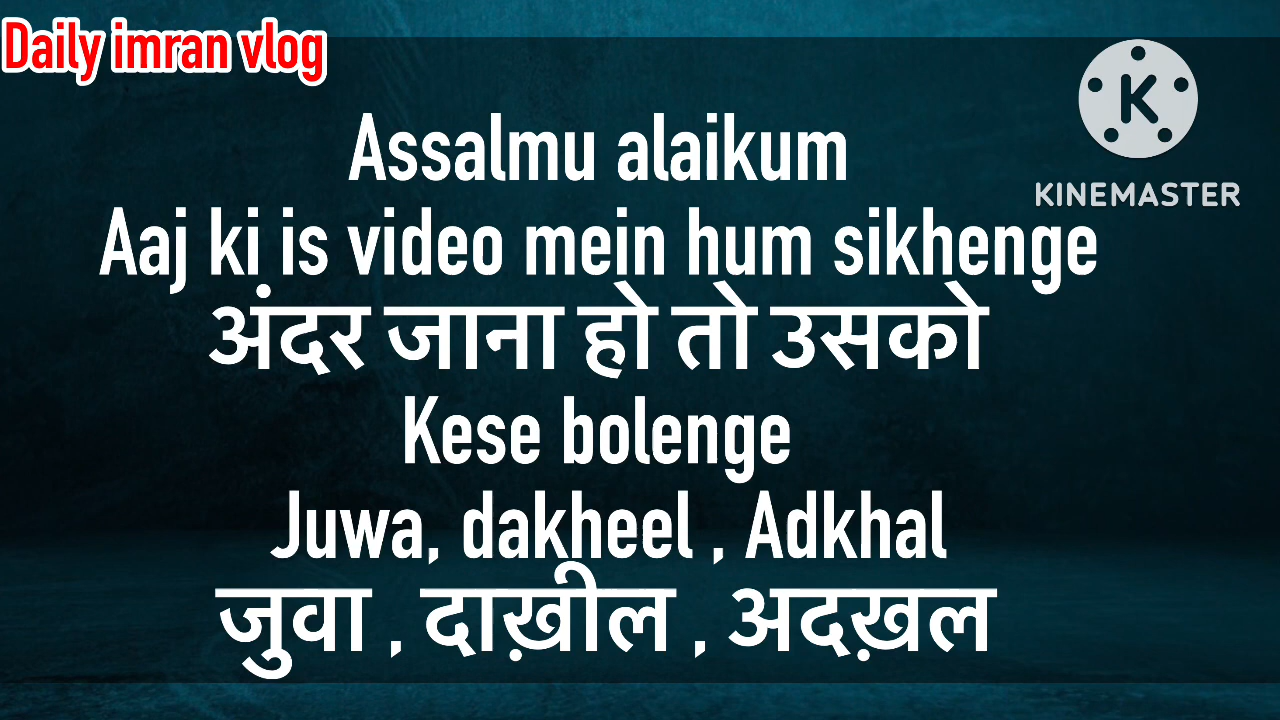 Daily imran vlog
K
KINEMASTER
Assalmu alaikum
Aaj ki is video mein hum sikhenge
अंदर जाना हो तो उसको
Kese bolenge
Juwa, dakheel , Adkhal
जुवा , दाख़ील , अदख़ल